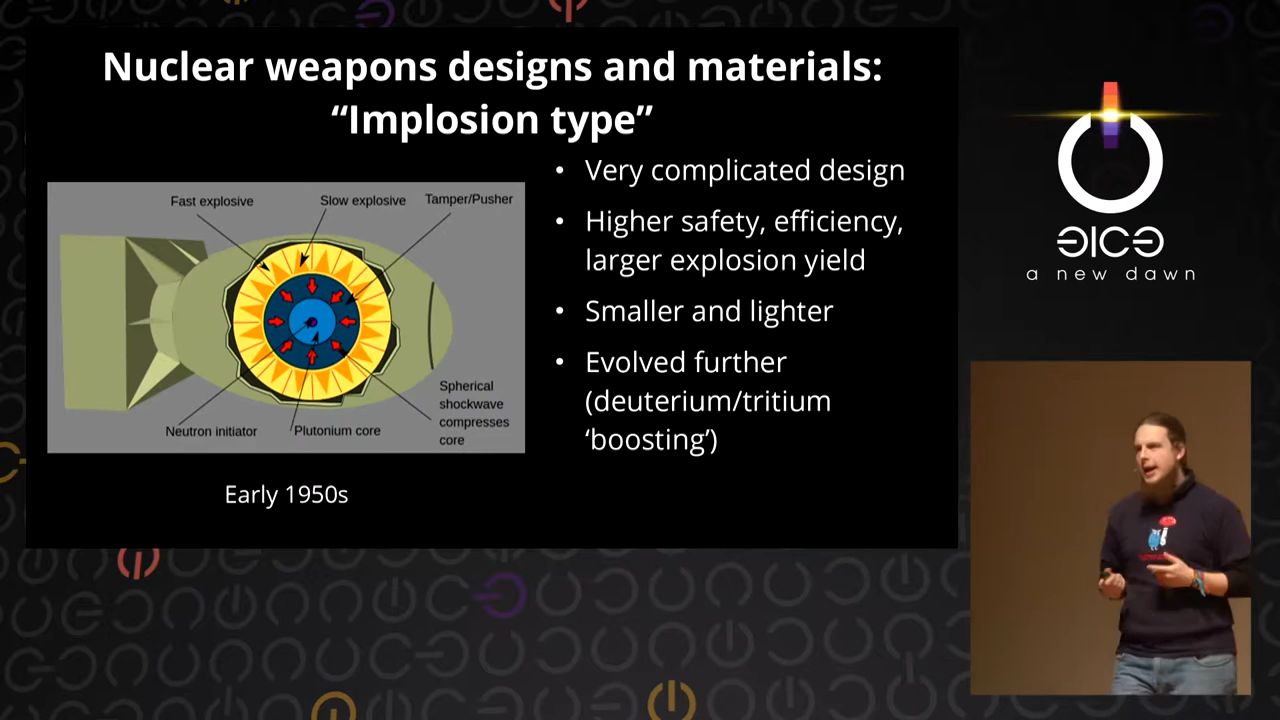 Nuclear weapons designs and materials:
“Implosion type”
Fast explosive
Slow explosive
Tamper/Pusher
Neutron initiator
Plutonium core
Spherical
shockwave
compresses
core
Early 1950s
• Very complicated design
• Higher safety, efficiency,
larger explosion yield
• Smaller and lighter
• Evolved further
(deuterium/tritium
‘boosting’)
a new dawn